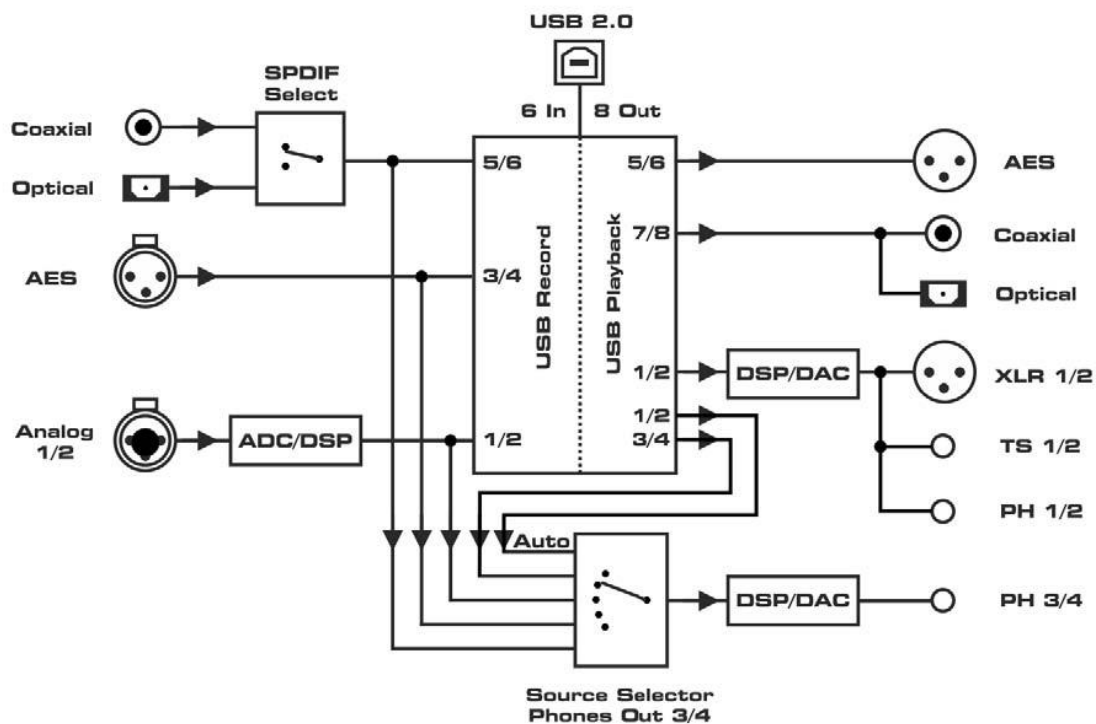 USB 2.0
SPDIF
Select
6 In
8 Out
Coaxial
5/6
5/6
AES
Optical
7/8
Coaxial
AES
3/4
USB Record
USB Playback
Optical
1/2
DSP/DAC
XLR 1/2
1/2
Analog
1/2
ADC/DSP
1/2
3/4
TS 1/2
PH 1/2
Auto
DSP/DAC
PH 3/4
Source Selector
Phones Out 3/4